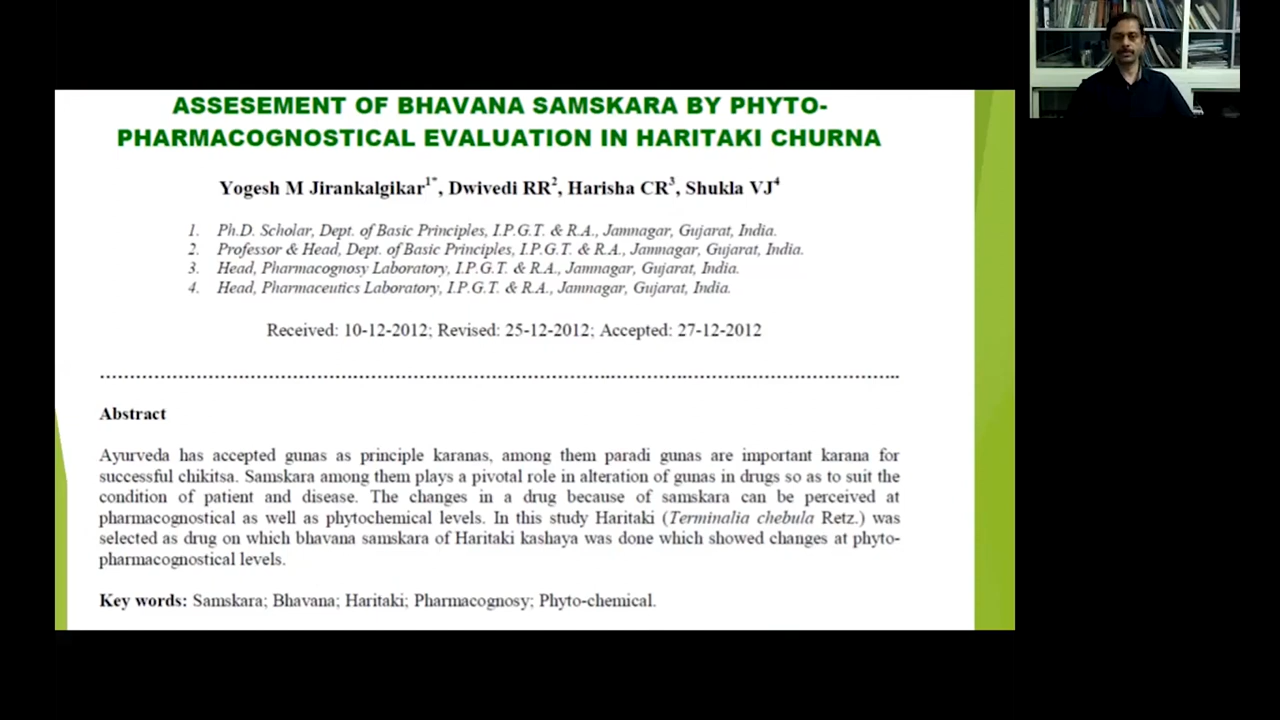 ASSESEMENT OF BHAVANA SAMSKARA BY PHYTO-
PHARMACOGNOSTICAL EVALUATION IN HARITAKI CHURNA
Yogesh M Jirankalgikar1*, Dwivedi RR2, Harisha CR3, Shukla VJ4
1. Ph.D. Scholar, Dept. of Basic Principles, I.P.G.T. & R.A., Jamnagar, Gujarat, India.
2. Professor & Head, Dept. of Basic Principles, I.P.G.T. & R.A., Jamnagar, Gujarat, India.
3. Head, Pharmacognosy Laboratory, I.P.G.T. & R.A., Jamnagar, Gujarat, India.
4. Head, Pharmaceutics Laboratory, I.P.G.T. & R.A., Jamnagar, Gujarat, India.
Received: 10-12-2012; Revised: 25-12-2012; Accepted: 27-12-2012
Abstract
Ayurveda has accepted gunas as principle karanas, among them paradi gunas are important karana for
successful chikitsa. Samskara among them plays a pivotal role in alteration of gunas in drugs so as to suit the
condition of patient and disease. The changes in a drug because of samskara can be perceived at
pharmacognostical as well as phytochemical levels. In this study Haritaki (Terminalia chebula Retz.) was
selected as drug on which bhavana samskara of Haritaki kashaya was done which showed changes at phyto-
pharmacognostical levels.
Key words: Samskara; Bhavana; Haritaki; Pharmacognosy; Phyto-chemical.